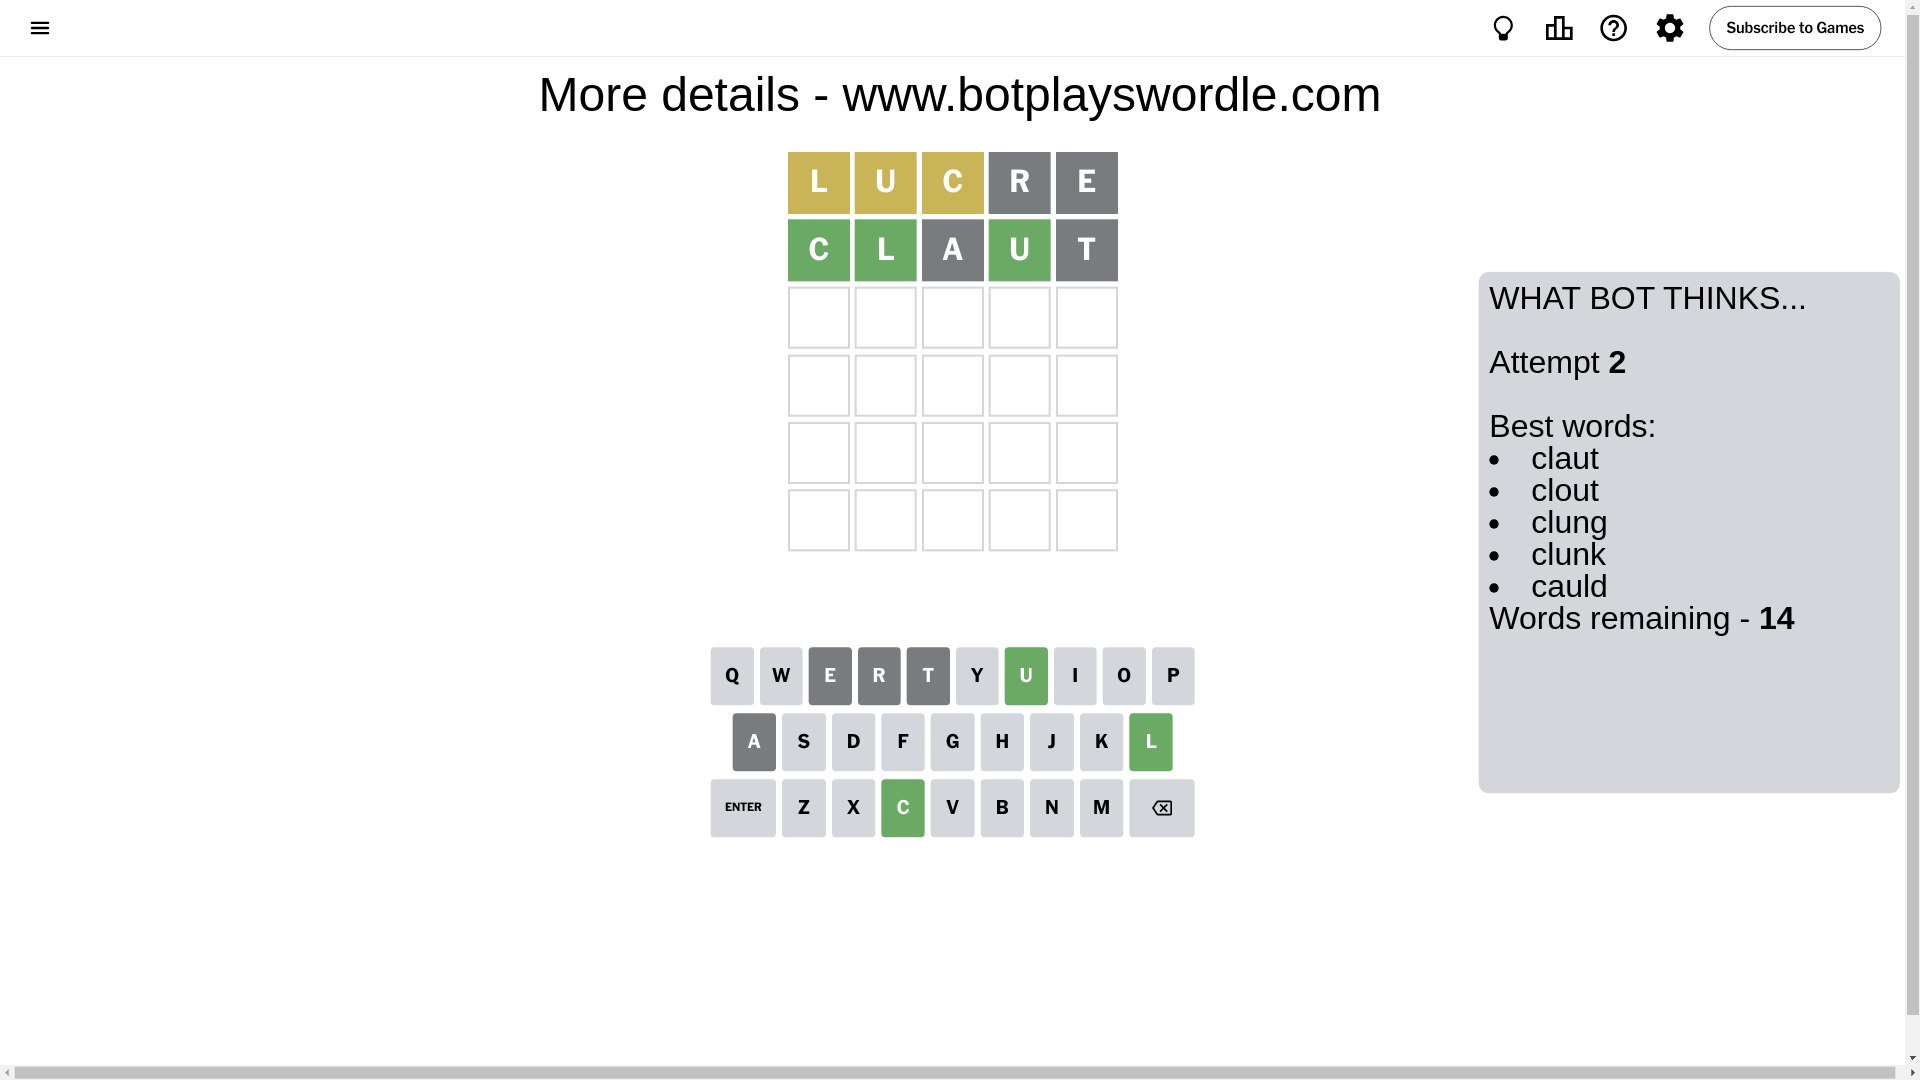 Subscribe to Games
More details - www.botplayswordle.com
L U C R E
C L A U T
WHAT BOT THINKS...
Attempt 2
Best words:
• claut
• clout
• clung
• clunk
• cauld
Words remaining - 14
Q W E R T Y U I O P
A S D F G H J K L
ENTER Z X C V B N M